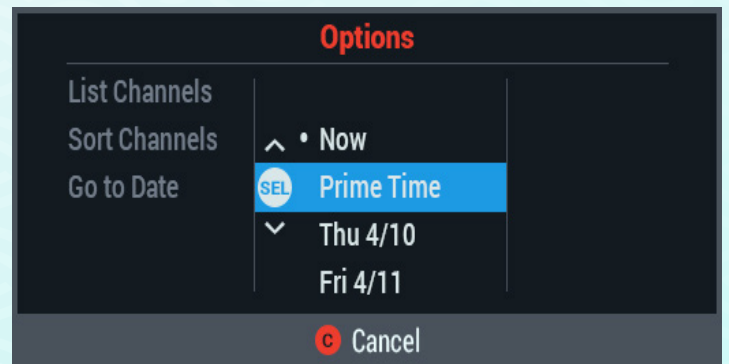 Options
List Channels
Sort Channels
Go to Date
• Now
SEL Prime Time
Thu 4/10
Fri 4/11
C Cancel